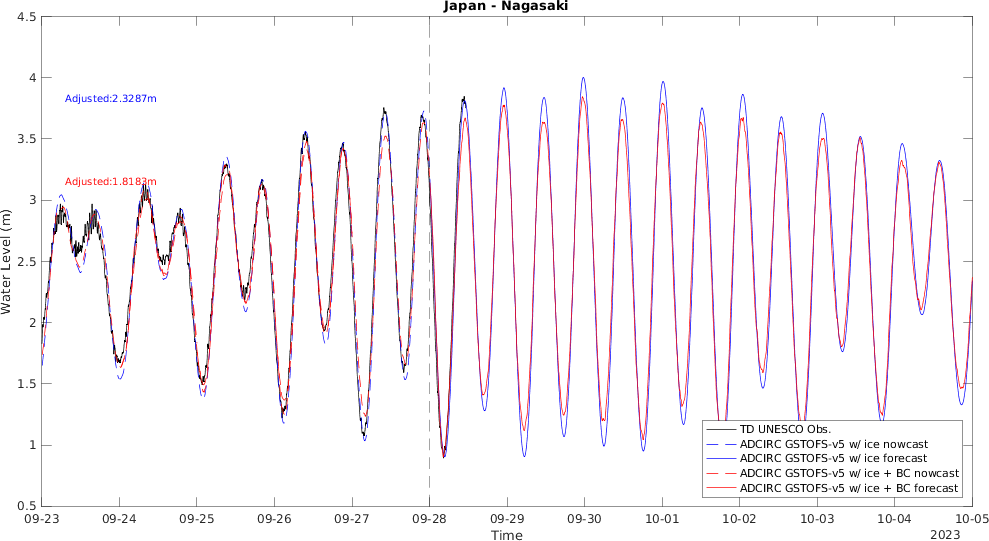 Japan - Nagasaki
4.5
4
3.5
3
2.5
2
1.5
1
0.5
Water Level (m)
Adjusted:2.3287m
Adjusted:1.8183m
TD UNESCO Obs.
ADCIRC GSTOFS-v5 w/ ice nowcast
ADCIRC GSTOFS-v5 w/ ice forecast
ADCIRC GSTOFS-v5 w/ ice + BC nowcast
ADCIRC GSTOFS-v5 w/ ice + BC forecast
09-23 09-24 09-25 09-26 09-27 09-28 09-29 09-30 10-01 10-02 10-03 10-04 10-05
Time
2023